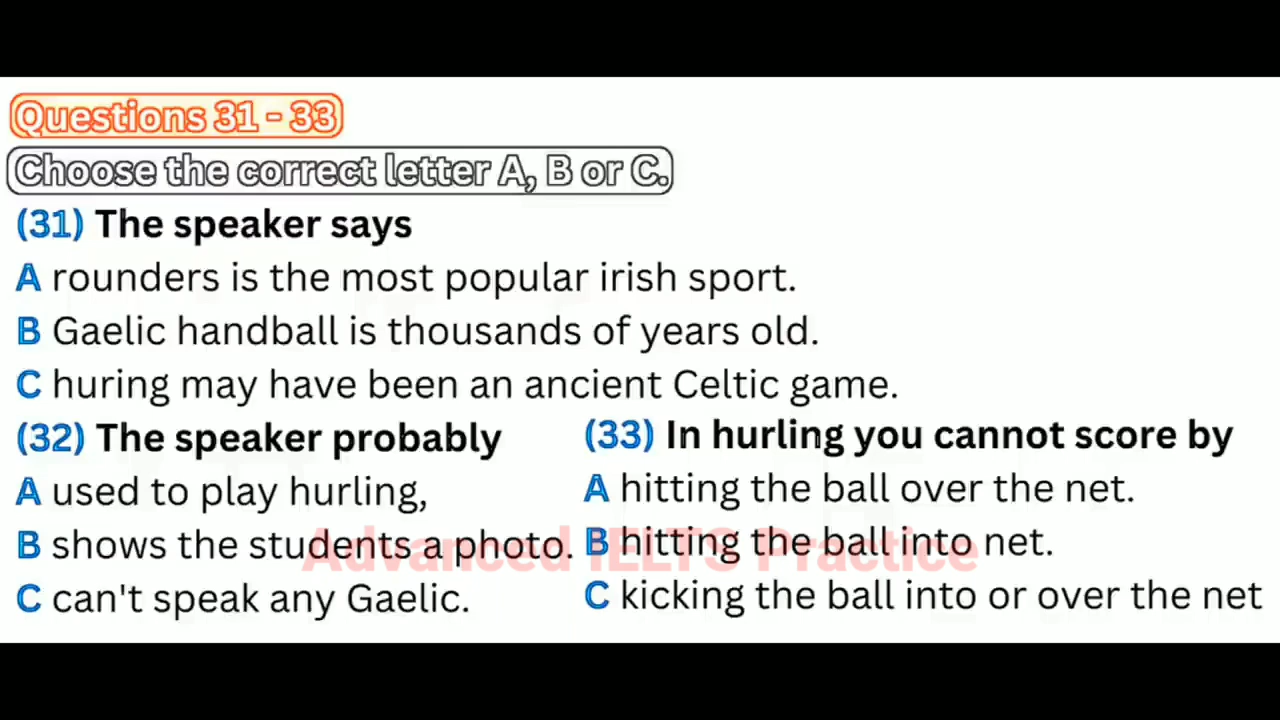 Questions 31 - 33
Choose the correct letter A, B or C.
(31) The speaker says
A rounders is the most popular irish sport.
B Gaelic handball is thousands of years old.
C huring may have been an ancient Celtic game.
(32) The speaker probably
A used to play hurling,
B shows the students a photo.
C can't speak any Gaelic.
(33) In hurling you cannot score by
A hitting the ball over the net.
B hitting the ball into net.
C kicking the ball into or over the net
Advanced IELTS Practice